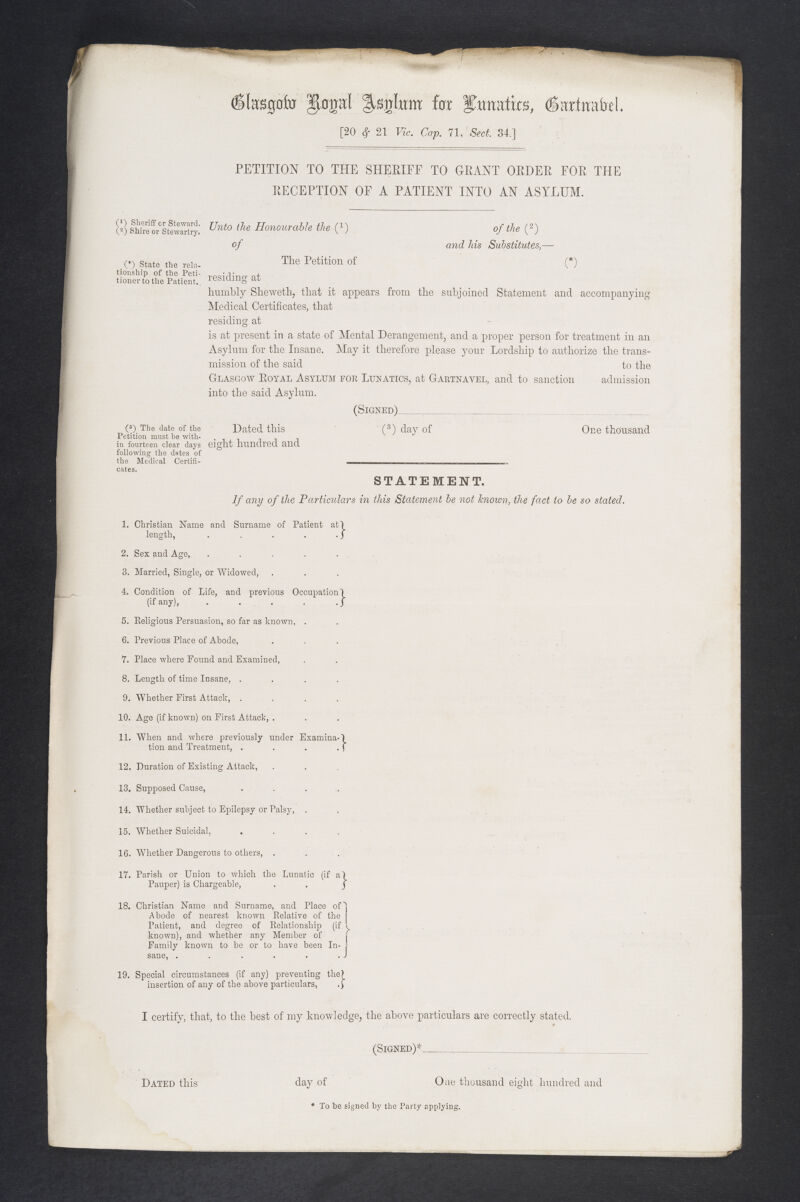 Glasgow Royal Asylum for Lunatics, Gartnabel.
[20 & 21 Vic. Cap. 71, Sect. 34.]
PETITION TO THE SHERIFF TO GRANT ORDER FOR THE
RECEPTION OF A PATIENT INTO AN ASYLUM.
(1) Sheriff or Steward.
(2) Shire or Stewartry.
Unto the Honourable the (1) of the (2)
of and his Substitutes,—
(*) State the rela-
tionship of the Peti-
tioner to the Patient.
The Petition of (*)
residing at
humbly Sheweth, that it appears from the subjoined Statement and accompanying
Medical Certificates, that
residing at
is at present in a state of Mental Derangement, and a proper person for treatment in an
Asylum for the Insane. May it therefore please your Lordship to authorize the trans-
mission of the said to the
GLASGOW ROYAL ASYLUM FOR LUNATICS, AT GARTNAVEL, and to sanction admission
into the said Asylum.
(SIGNED)
(3) The date of the
Petition must be with-
in fourteen clear days
following the dates of
the Medical Certifi-
cates.
Dated this (3) day of One thousand
eight hundred and
STATEMENT.
If any of the Particulars in this Statement be not known, the fact to be so stated.
1. Christian Name and Surname of Patient at
length, . . . . .
2. Sex and Age, . . . . .
3. Married, Single, or Widowed, . . .
4. Condition of Life, and previous Occupation
(if any), . . . . .
5. Religious Persuasion, so far as known, . .
6. Previous Place of Abode, . . .
7. Place where Found and Examined, . .
8. Length of time Insane, . . . .
9. Whether First Attack, . . . .
10. Age (if known) on First Attack, . . .
11. When and where previously under Examina-
tion and Treatment, . . . .
12. Duration of Existing Attack, . . .
13. Supposed Cause, . . . .
14. Whether subject to Epilepsy or Palsy, . .
15. Whether Suicidal, . . . .
16. Whether Dangerous to others, . . .
17. Parish or Union to which the Lunatic (if a
Pauper) is Chargeable, . .
18. Christian Name and Surname, and Place of
Abode of nearest known Relative of the
Patient, and degree of Relationship (if
known), and whether any Member of
Family known to be or to have been In-
sane, . . . . . .
19. Special circumstances (if any) preventing the
insertion of any of the above particulars, .
I certify, that, to the best of my knowledge, the above particulars are correctly stated.
(SIGNED)*
DATED this day of One thousand eight hundred and
* To be signed by the Party applying.